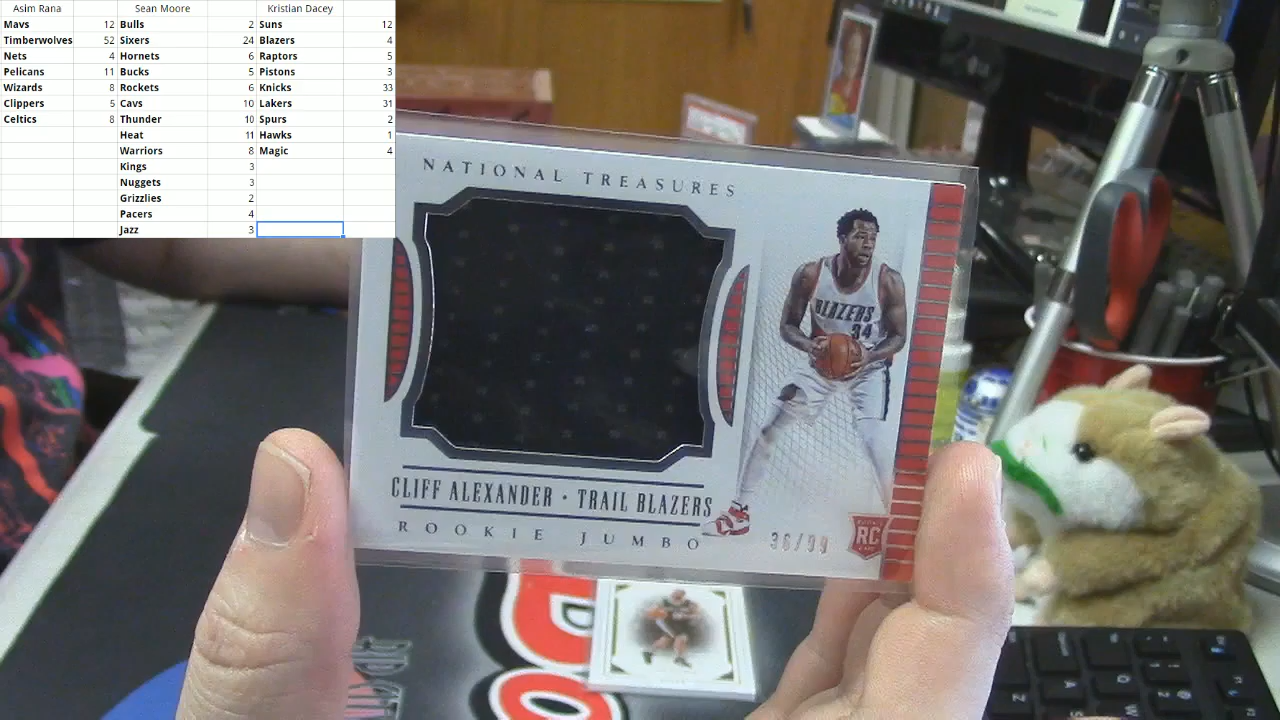 Asim Rana Sean Moore Kristian Dacey
Mavs 12 Bulls 2 Suns 12
Timberwolves 52 Sixers 24 Blazers 4
Nets 4 Hornets 6 Raptors 5
Pelicans 11 Bucks 5 Pistons 3
Wizards 8 Rockets 6 Knicks 33
Clippers 5 Cavs 10 Lakers 31
Celtics 8 Thunder 10 Spurs 2
Heat 11 Hawks 1
Warriors 8 Magic 4
Kings 3
Nuggets 3
Grizzlies 2
Pacers 4
Jazz 3
NATIONAL TREASURES
BLAZERS
34
CLIFF ALEXANDER · TRAIL BLAZERS
ROOKIE JUMBO
36/99
RC